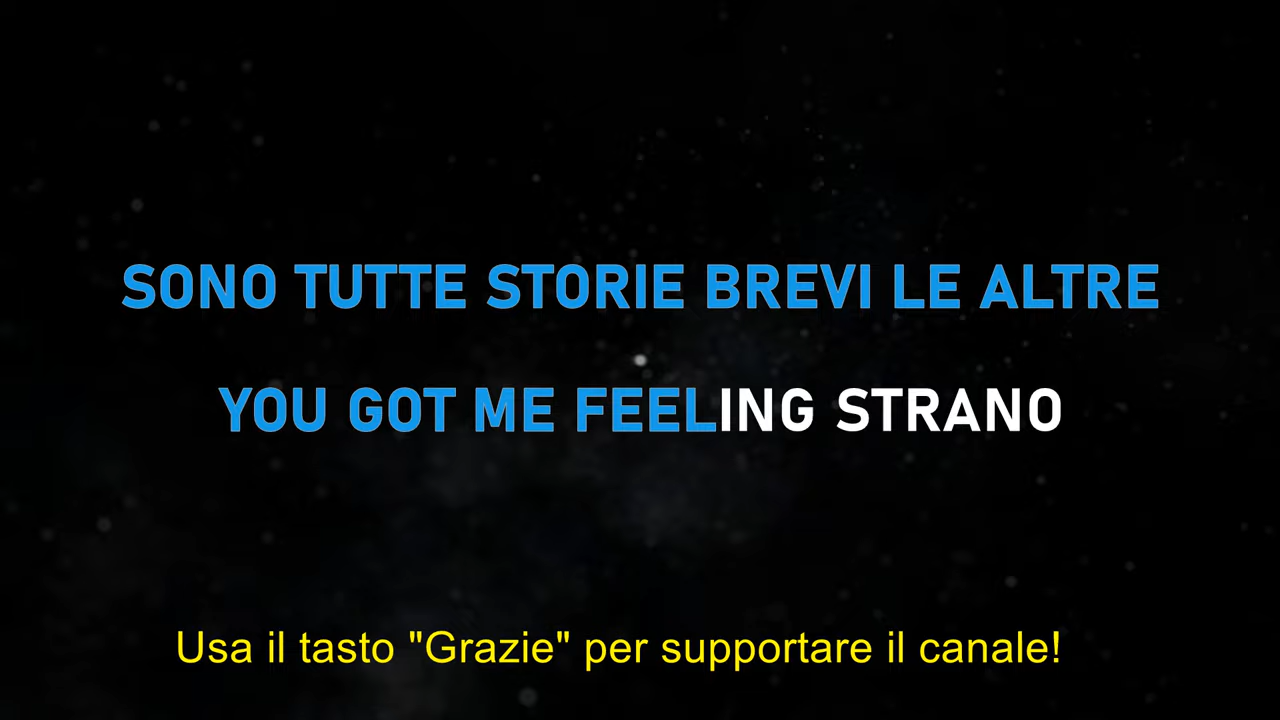 SONO TUTTE STORIE BREVI LE ALTRE
YOU GOT ME FEELING STRANO
Usa il tasto "Grazie" per supportare il canale!